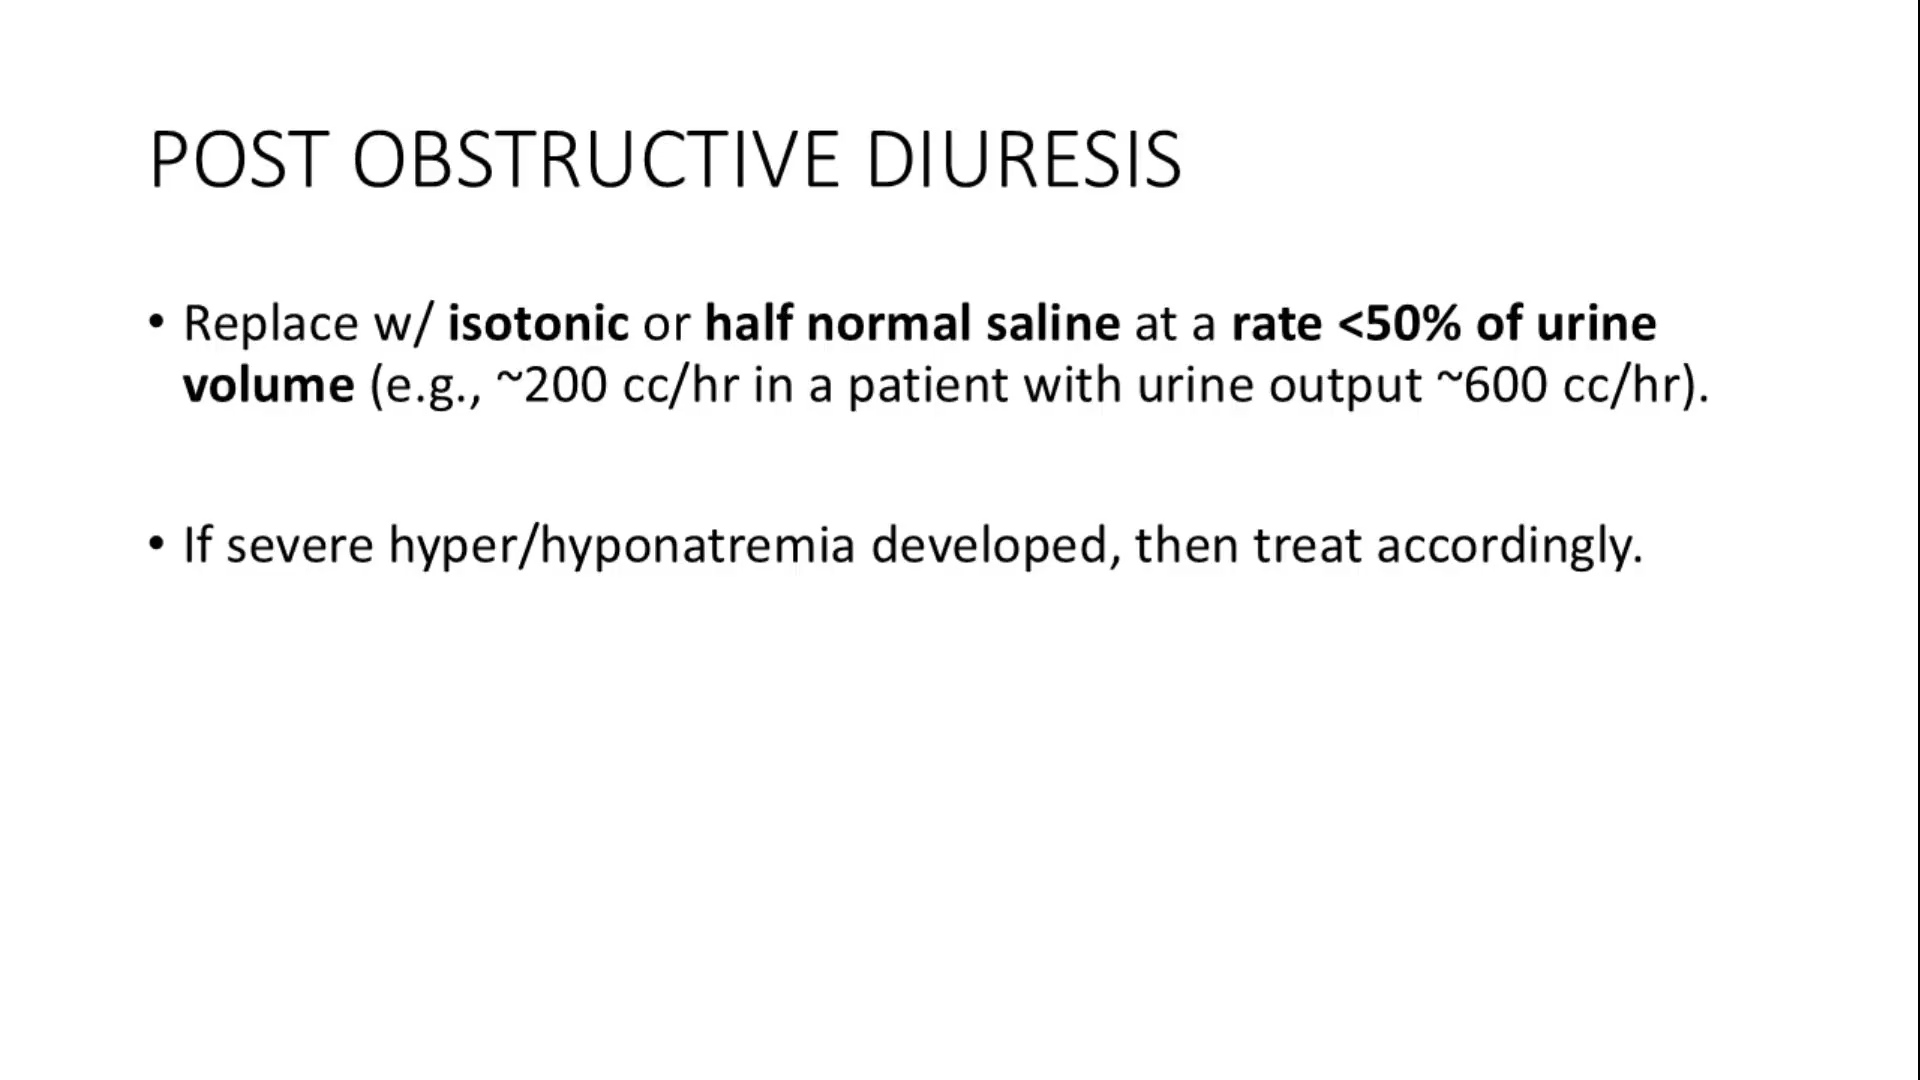 POST OBSTRUCTIVE DIURESIS
• Replace w/ isotonic or half normal saline at a rate <50% of urine
volume (e.g., ~200 cc/hr in a patient with urine output ~600 cc/hr).
• If severe hyper/hyponatremia developed, then treat accordingly.